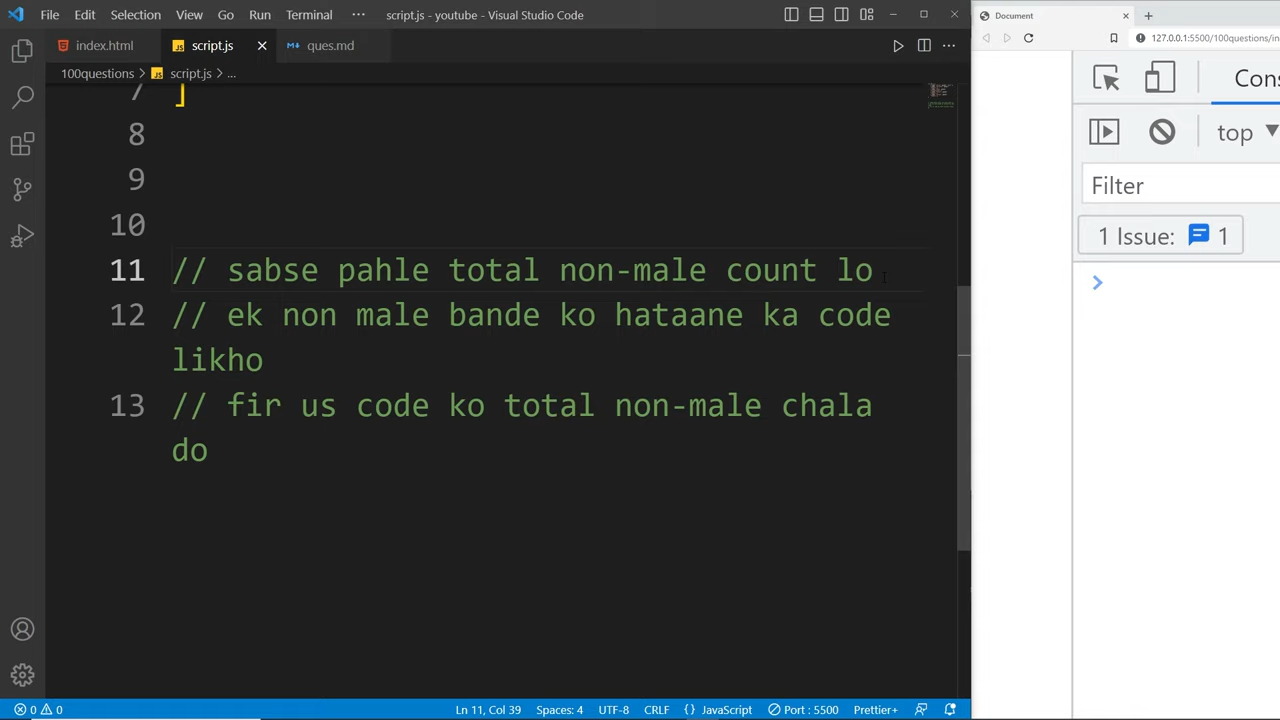 File Edit Selection View Go Run Terminal ··· script.js - youtube - Visual Studio Code
index.html script.js ques.md
100questions > script.js > ...
7 ]
8
9
10
11 // sabse pahle total non-male count lo
12 // ek non male bande ko hataane ka code
likho
13 // fir us code ko total non-male chala
do
0 0 Ln 11, Col 39 Spaces: 4 UTF-8 CRLF {} JavaScript Port : 5500 Prettier+
Document
127.0.0.1:5500/100questions/in
Cons
top
Filter
1 Issue: 1